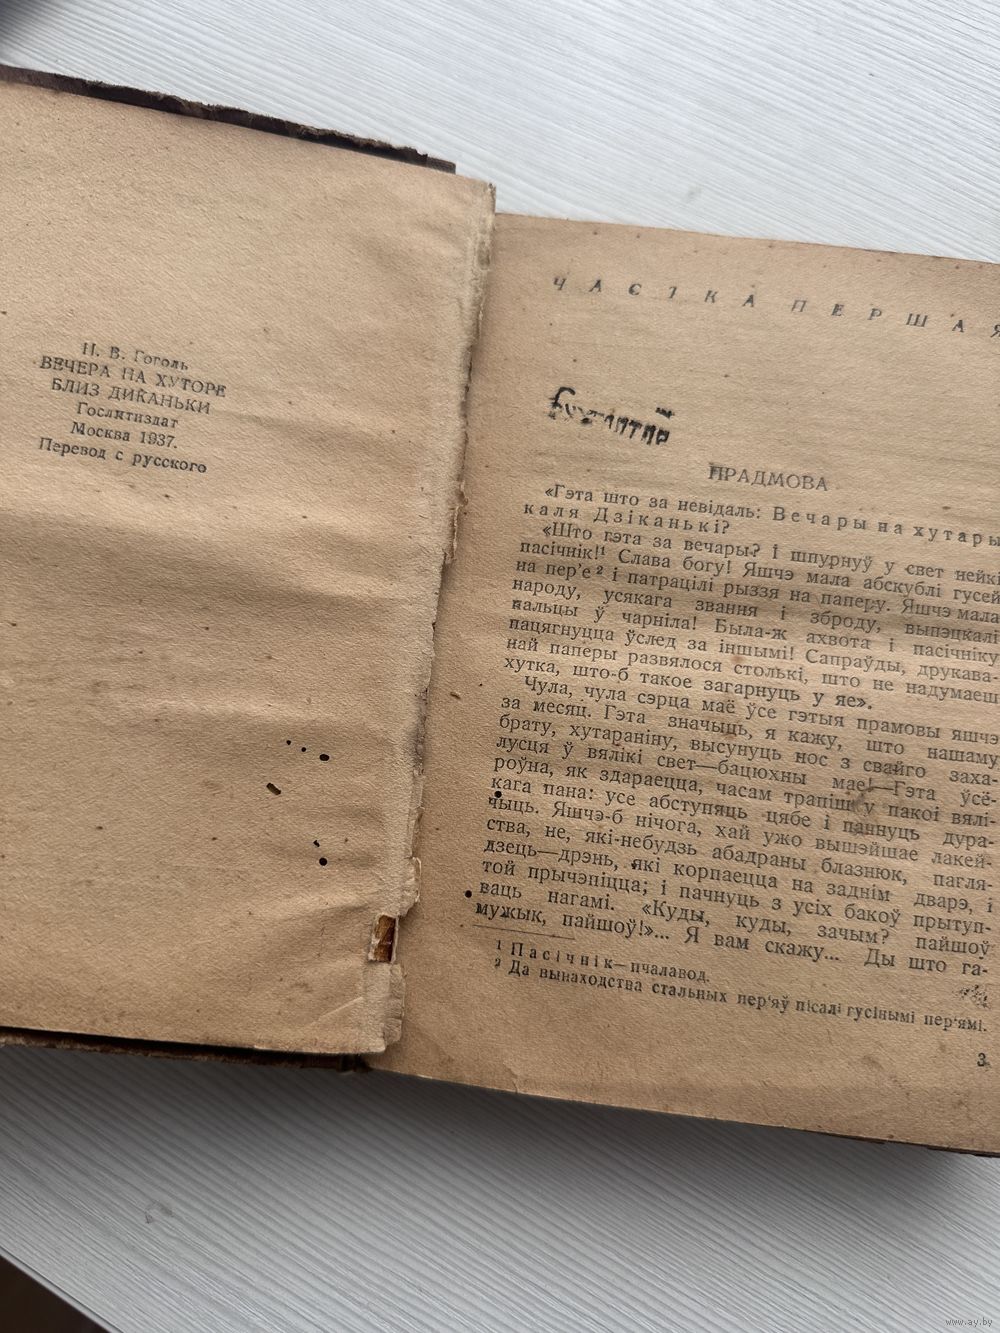 Н. В. Гоголь
ВЕЧЕРА НА ХУТОРЕ
БЛИЗ ДИКАНЬКИ
Гослитиздат
Москва 1937.
Перевод с русского
ЧАСТКА ПЕРШАЯ
ПРАДМОВА
«Гэта што за невідаль: Вечары на хутары
каля Дзіканькі?
«Што гэта за вечары? І шпурнуў у свет нейкі
пасічнік!¹ Слава богу! Яшчэ мала абскублі гусей
на пер'е² і патрацілі рыззя на паперу. Яшчэ мала
народу, усякага звання і зброду, выпэцкалі
пальцы ў чарніла! Была-ж ахвота і пасічніку
пацягнуцца ўслед за іншымі! Сапраўды, друкава-
най паперы развялося столькі, што не надумаеш
хутка, што-б такое загарнуць у яе».
Чула, чула сэрца маё ўсе гэтыя прамовы яшчэ
за месяц. Гэта значыць, я кажу, што нашаму
брату, хутараніну, высунуць нос з свайго заха-
лусця ў вялікі свет—бацюхны мае!—Гэта ўсё-
роўна, як здараецца, часам трапіш у пакоі вялі-
кага пана: усе абступяць цябе і пачнуць дура-
чыць. Яшчэ-б нічога, хай ужо вышэйшае лакей-
ства, не, які-небудзь абадраны блазнюк, пагля-
дзець—дрэнь, які корпаецца на заднім дварэ, і
той прычэпіцца; і пачнуць з усіх бакоў прытуп-
ваць нагамі. «Куды, куды, зачым? пайшоў
мужык, пайшоў!»... Я вам скажу... Ды што га-
1 Пасічнік—пчалавод.
2 Да вынаходства стальных пер'яў пісалі гусінымі пер'ямі.
3
www.ay.by